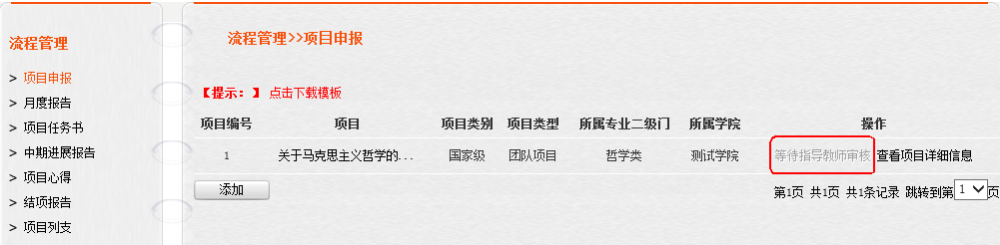 流程管理
> 项目申报
> 月度报告
> 项目任务书
> 中期进展报告
> 项目心得
> 结项报告
> 项目列支
流程管理>>项目申报
【提示：】 点击下载模板
项目编号 项目 项目类别 项目类型 所属专业二级门 所属学院 操作
1 关于马克思主义哲学的... 国家级 团队项目 哲学类 测试学院 等待指导教师审核 查看项目详细信息
添加
第1页 共1页 共1条记录 跳转到第 1 页